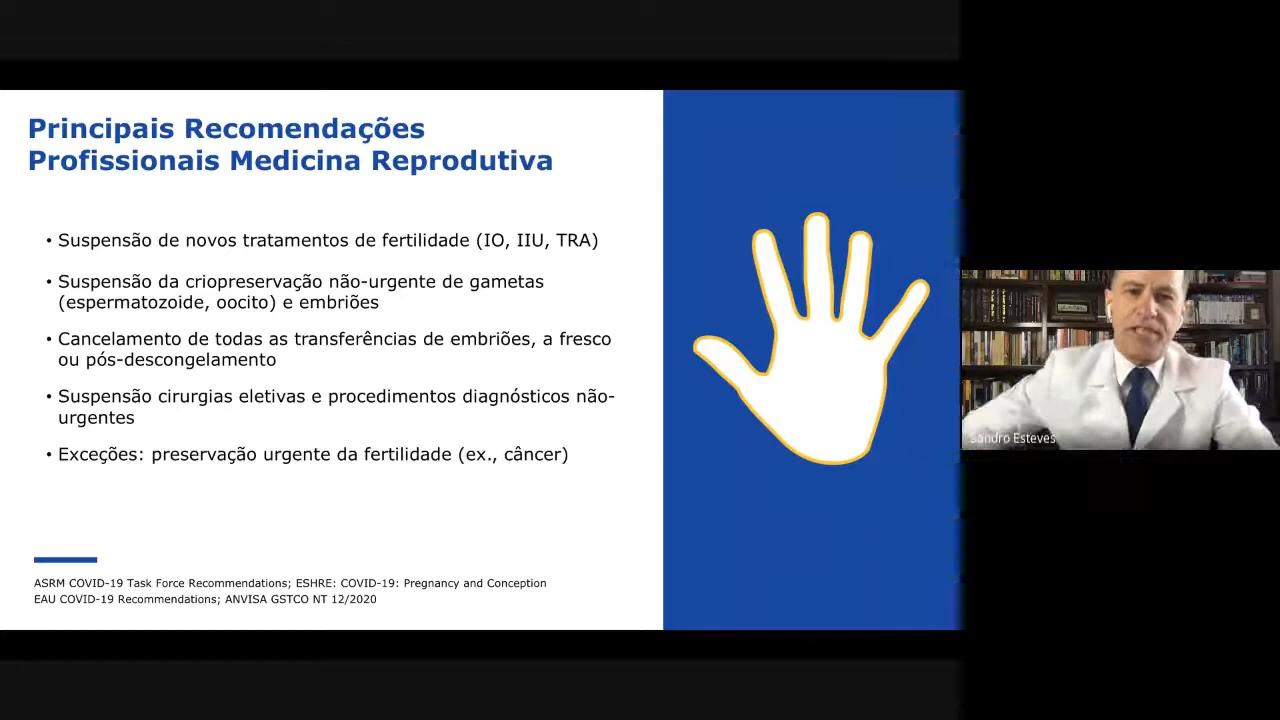 Principais Recomendações
Profissionais Medicina Reprodutiva
• Suspensão de novos tratamentos de fertilidade (IO, IIU, TRA)
• Suspensão da criopreservação não-urgente de gametas
(espermatozoide, oocito) e embriões
• Cancelamento de todas as transferências de embriões, a fresco
ou pós-descongelamento
• Suspensão cirurgias eletivas e procedimentos diagnósticos não-
urgentes
• Exceções: preservação urgente da fertilidade (ex., câncer)
ASRM COVID-19 Task Force Recommendations; ESHRE: COVID-19: Pregnancy and Conception
EAU COVID-19 Recommendations; ANVISA GSTCO NT 12/2020
Sandro Esteves